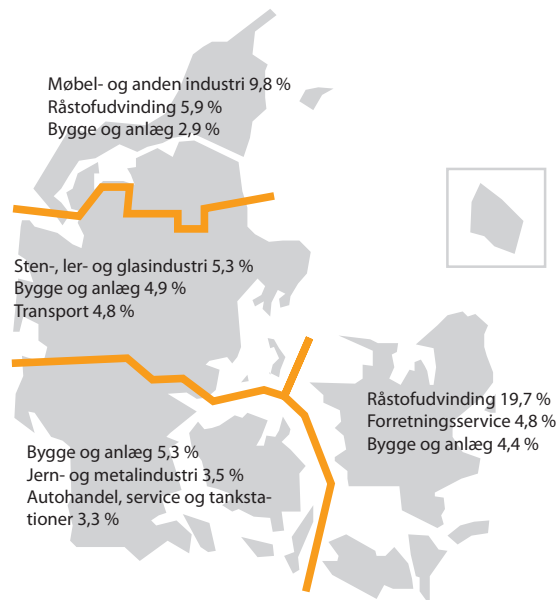 Møbel- og anden industri 9,8 %
Råstofudvinding 5,9 %
Bygge og anlæg 2,9 %
Sten-, ler- og glasindustri 5,3 %
Bygge og anlæg 4,9 %
Transport 4,8 %
Råstofudvinding 19,7 %
Forretningsservice 4,8 %
Bygge og anlæg 4,4 %
Bygge og anlæg 5,3 %
Jern- og metalindustri 3,5 %
Autohandel, service og tanksta-
tioner 3,3 %